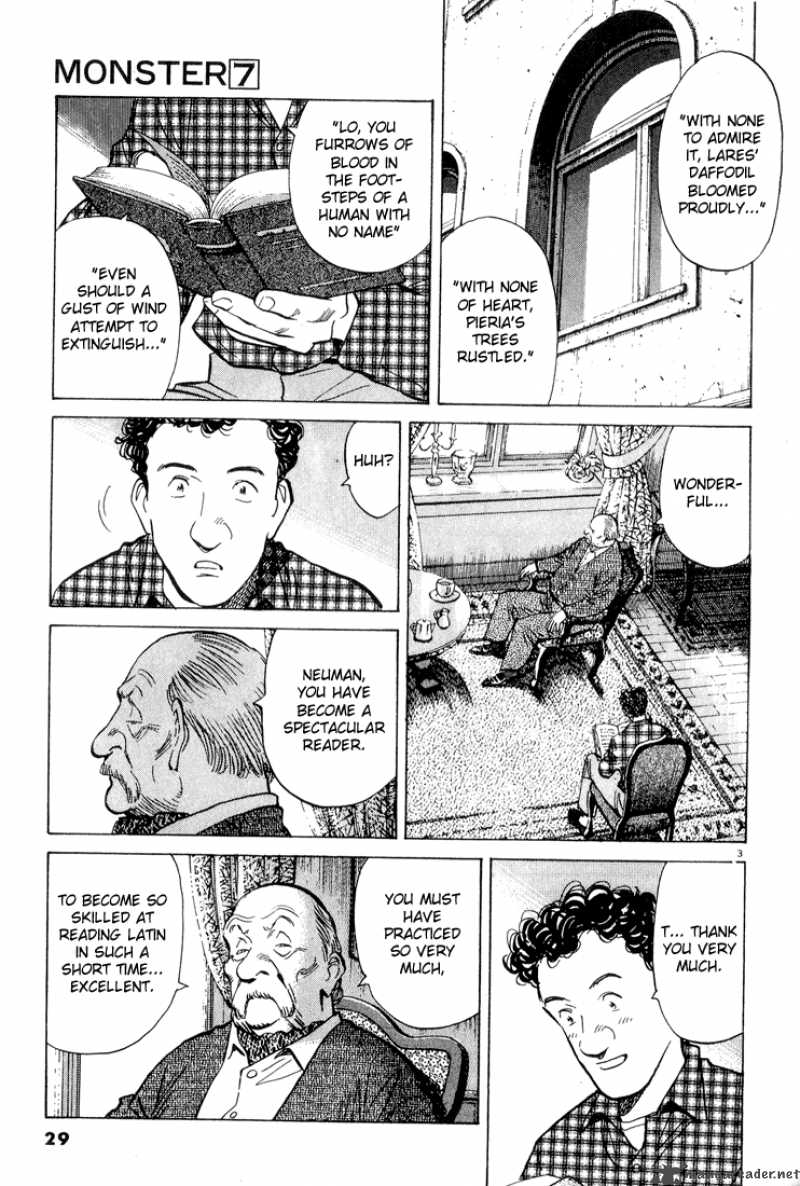 MONSTER 7
"WITH NONE
TO ADMIRE
IT, LARES'
DAFFODIL
BLOOMED
PROUDLY..."
"WITH NONE
OF HEART,
PIERIA'S
TREES
RUSTLED."
"LO, YOU
FURROWS OF
BLOOD IN
THE FOOT-
STEPS OF A
HUMAN WITH
NO NAME"
"EVEN
SHOULD A
GUST OF WIND
ATTEMPT TO
EXTINGUISH..."
WONDER-
FUL...
HUH?
NEUMAN,
YOU HAVE
BECOME A
SPECTACULAR
READER.
3
T... THANK
YOU VERY
MUCH.
YOU MUST
HAVE
PRACTICED
SO VERY
MUCH,
TO BECOME SO
SKILLED AT
READING LATIN
IN SUCH A
SHORT TIME...
EXCELLENT.
29